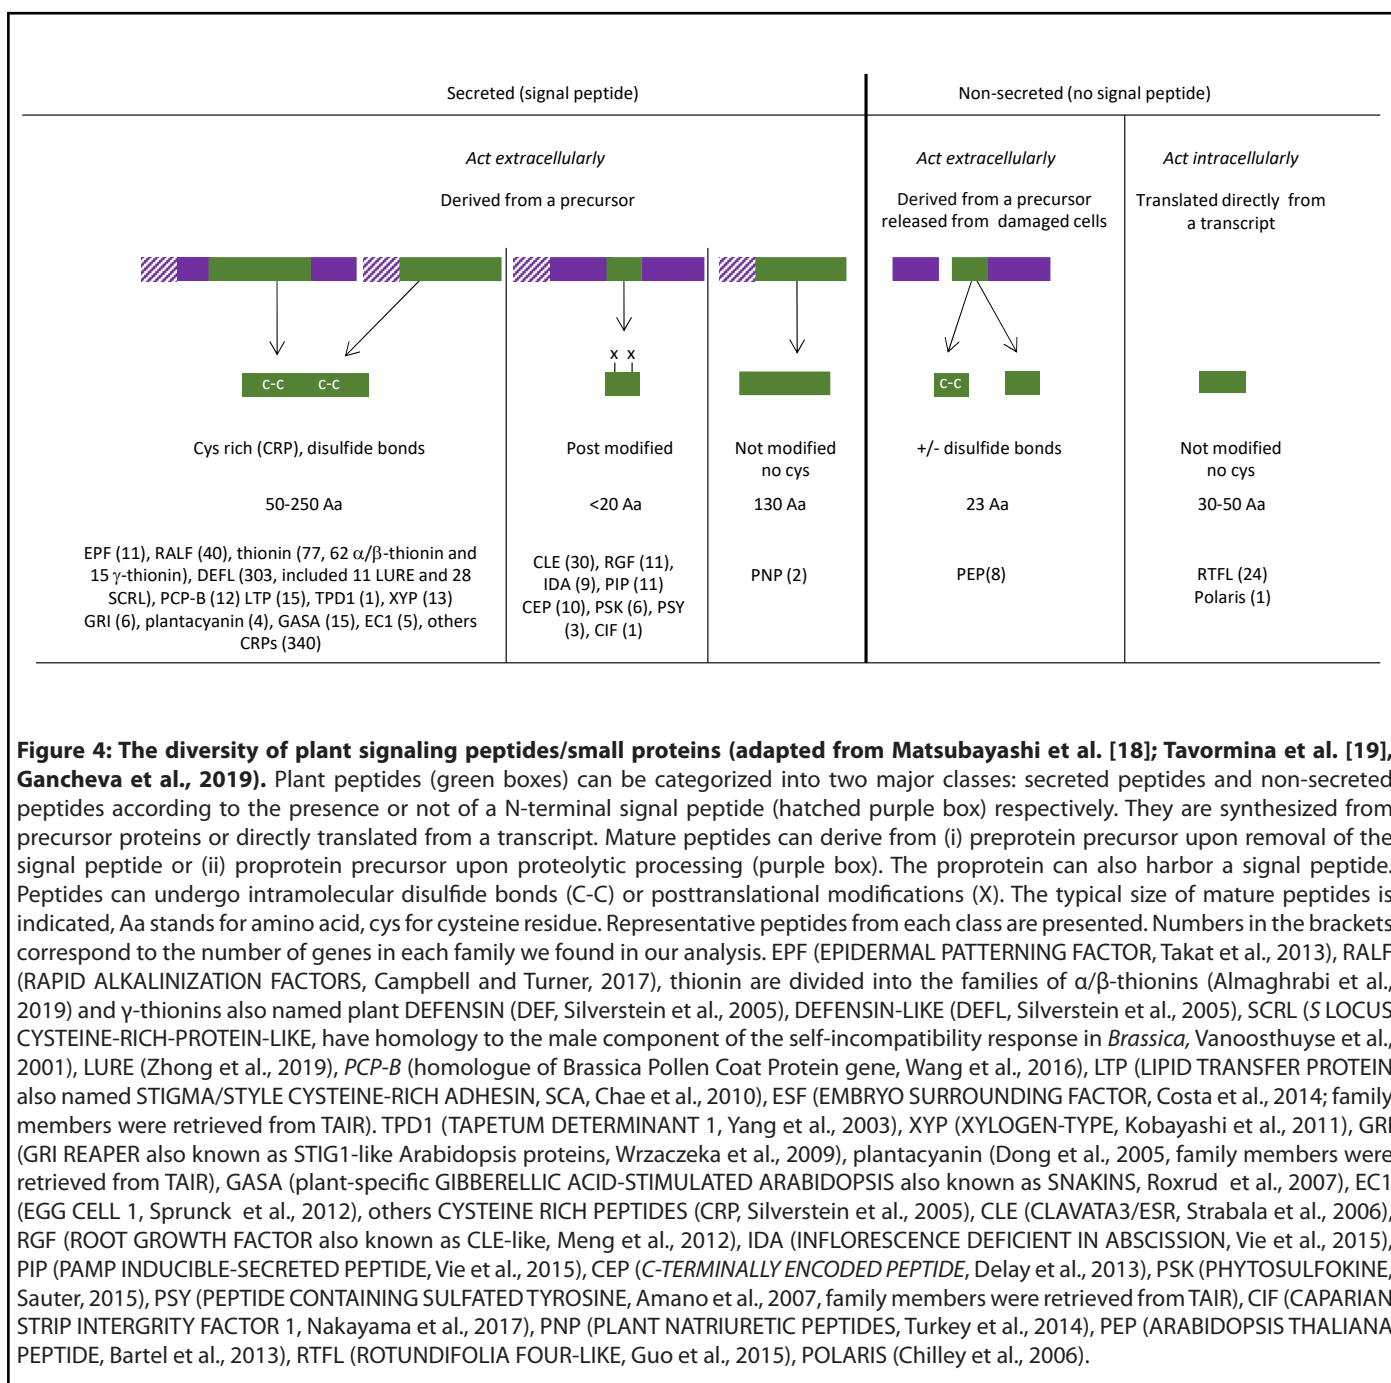 Secreted (signal peptide)
Non-secreted (no signal peptide)
Act extracellularly
Act extracellularly
Act intracellularly
Derived from a precursor
Derived from a precursor
released from damaged cells
Translated directly from
a transcript
x x
c-c c-c
c-c
Cys rich (CRP), disulfide bonds
Post modified
Not modified
no cys
+/- disulfide bonds
Not modified
no cys
50-250 Aa
<20 Aa
130 Aa
23 Aa
30-50 Aa
EPF (11), RALF (40), thionin (77, 62 α/β-thionin and
15 γ-thionin), DEFL (303, included 11 LURE and 28
SCRL), PCP-B (12) LTP (15), TPD1 (1), XYP (13)
GRI (6), plantacyanin (4), GASA (15), EC1 (5), others
CRPs (340)
CLE (30), RGF (11),
IDA (9), PIP (11)
CEP (10), PSK (6), PSY
(3), CIF (1)
PNP (2)
PEP(8)
RTFL (24)
Polaris (1)
Figure 4: The diversity of plant signaling peptides/small proteins (adapted from Matsubayashi et al. [18]; Tavormina et al. [19],
Gancheva et al., 2019). Plant peptides (green boxes) can be categorized into two major classes: secreted peptides and non-secreted
peptides according to the presence or not of a N-terminal signal peptide (hatched purple box) respectively. They are synthesized from
precursor proteins or directly translated from a transcript. Mature peptides can derive from (i) preprotein precursor upon removal of the
signal peptide or (ii) proprotein precursor upon proteolytic processing (purple box). The proprotein can also harbor a signal peptide.
Peptides can undergo intramolecular disulfide bonds (C-C) or posttranslational modifications (X). The typical size of mature peptides is
indicated, Aa stands for amino acid, cys for cysteine residue. Representative peptides from each class are presented. Numbers in the brackets
correspond to the number of genes in each family we found in our analysis. EPF (EPIDERMAL PATTERNING FACTOR, Takat et al., 2013), RALF
(RAPID ALKALINIZATION FACTORS, Campbell and Turner, 2017), thionin are divided into the families of α/β-thionins (Almaghrabi et al.,
2019) and γ-thionins also named plant DEFENSIN (DEF, Silverstein et al., 2005), DEFENSIN-LIKE (DEFL, Silverstein et al., 2005), SCRL (S LOCUS
CYSTEINE-RICH-PROTEIN-LIKE, have homology to the male component of the self-incompatibility response in Brassica, Vanoosthuyse et al.,
2001), LURE (Zhong et al., 2019), PCP-B (homologue of Brassica Pollen Coat Protein gene, Wang et al., 2016), LTP (LIPID TRANSFER PROTEIN
also named STIGMA/STYLE CYSTEINE-RICH ADHESIN, SCA, Chae et al., 2010), ESF (EMBRYO SURROUNDING FACTOR, Costa et al., 2014; family
members were retrieved from TAIR). TPD1 (TAPETUM DETERMINANT 1, Yang et al., 2003), XYP (XYLOGEN-TYPE, Kobayashi et al., 2011), GRI
(GRI REAPER also known as STIG1-like Arabidopsis proteins, Wrzaczeka et al., 2009), plantacyanin (Dong et al., 2005, family members were
retrieved from TAIR), GASA (plant-specific GIBBERELLIC ACID-STIMULATED ARABIDOPSIS also known as SNAKINS, Roxrud et al., 2007), EC1
(EGG CELL 1, Sprunck et al., 2012), others CYSTEINE RICH PEPTIDES (CRP, Silverstein et al., 2005), CLE (CLAVATA3/ESR, Strabala et al., 2006),
RGF (ROOT GROWTH FACTOR also known as CLE-like, Meng et al., 2012), IDA (INFLORESCENCE DEFICIENT IN ABSCISSION, Vie et al., 2015),
PIP (PAMP INDUCIBLE-SECRETED PEPTIDE, Vie et al., 2015), CEP (C-TERMINALLY ENCODED PEPTIDE, Delay et al., 2013), PSK (PHYTOSULFOKINE,
Sauter, 2015), PSY (PEPTIDE CONTAINING SULFATED TYROSINE, Amano et al., 2007, family members were retrieved from TAIR), CIF (CAPARIAN
STRIP INTERGRITY FACTOR 1, Nakayama et al., 2017), PNP (PLANT NATRIURETIC PEPTIDES, Turkey et al., 2014), PEP (ARABIDOPSIS THALIANA
PEPTIDE, Bartel et al., 2013), RTFL (ROTUNDIFOLIA FOUR-LIKE, Guo et al., 2015), POLARIS (Chilley et al., 2006).